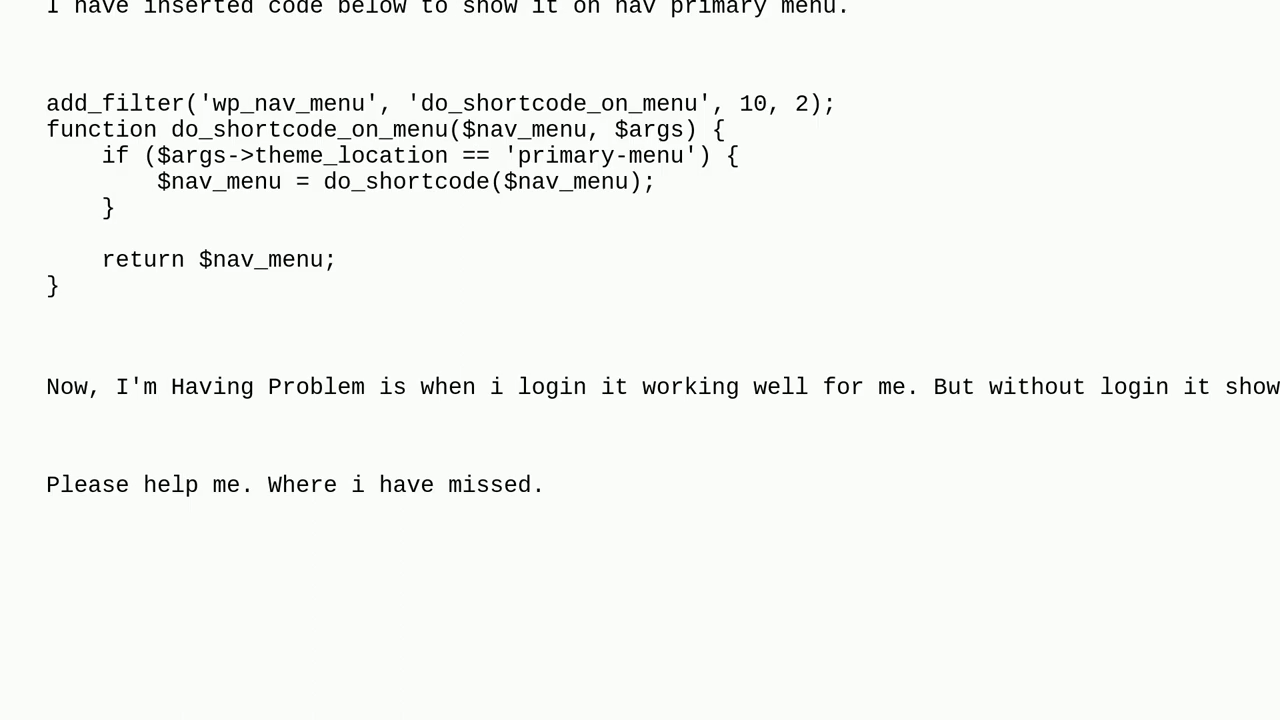 I have inserted code below to show it on nav primary menu.
add_filter('wp_nav_menu', 'do_shortcode_on_menu', 10, 2);
function do_shortcode_on_menu($nav_menu, $args) {
    if ($args->theme_location == 'primary-menu') {
        $nav_menu = do_shortcode($nav_menu);
    }
    return $nav_menu;
}
Now, I'm Having Problem is when i login it working well for me. But without login it show
Please help me. Where i have missed.